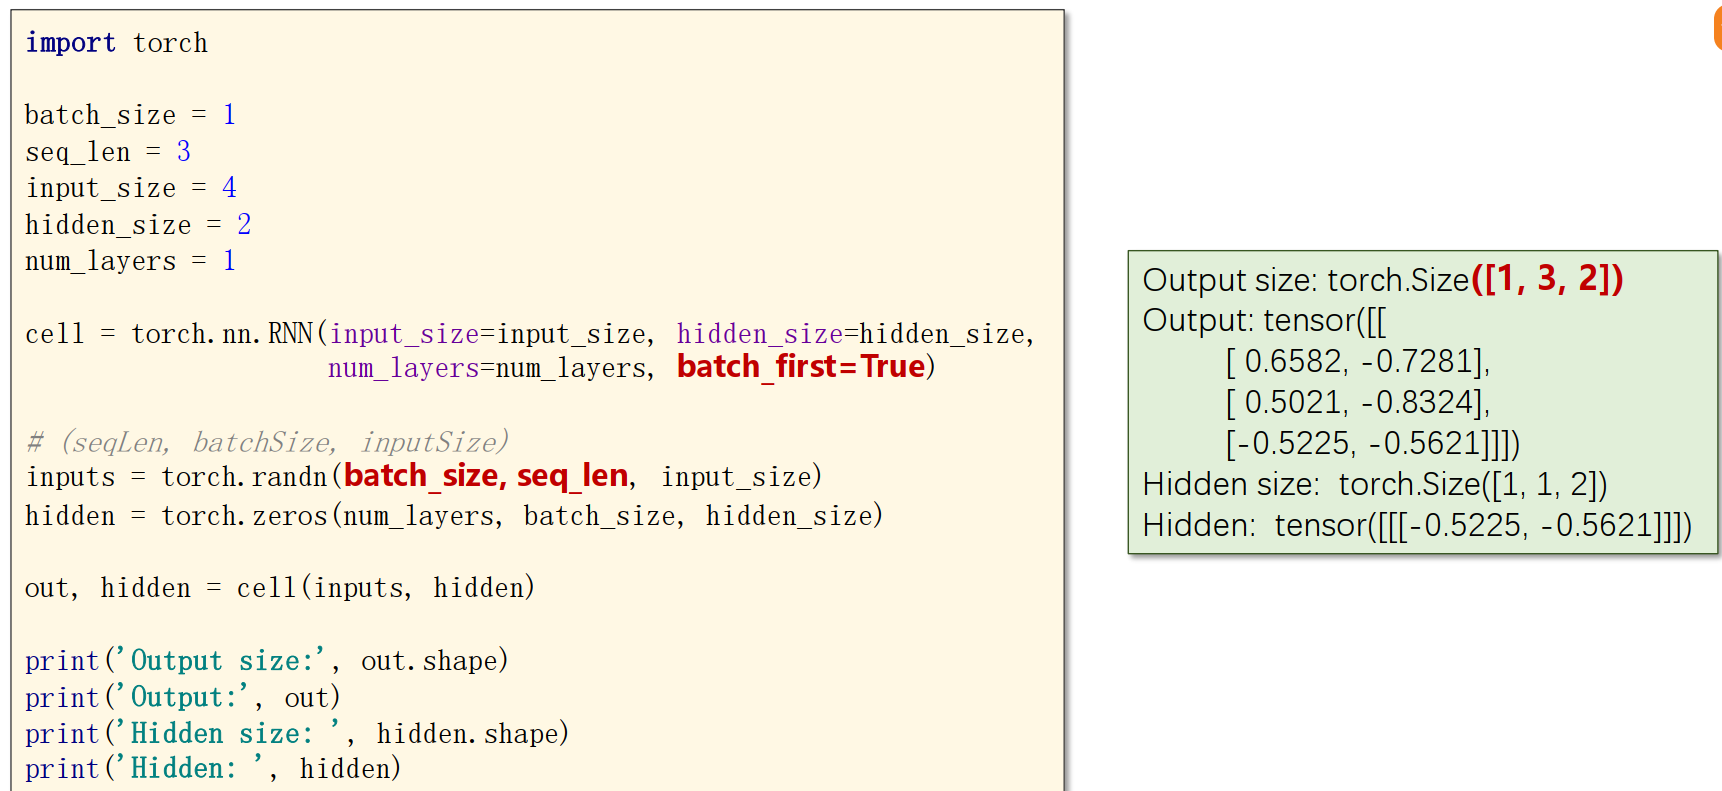 import torch
batch_size = 1
seq_len = 3
input_size = 4
hidden_size = 2
num_layers = 1
cell = torch.nn.RNN(input_size=input_size, hidden_size=hidden_size,
num_layers=num_layers, batch_first=True)
# (seqLen, batchSize, inputSize)
inputs = torch.randn(batch_size, seq_len, input_size)
hidden = torch.zeros(num_layers, batch_size, hidden_size)
out, hidden = cell(inputs, hidden)
print('Output size:', out.shape)
print('Output:', out)
print('Hidden size: ', hidden.shape)
print('Hidden: ', hidden)
Output size: torch.Size([1, 3, 2])
Output: tensor([[
[ 0.6582, -0.7281],
[ 0.5021, -0.8324],
[-0.5225, -0.5621]]])
Hidden size:  torch.Size([1, 1, 2])
Hidden:  tensor([[[-0.5225, -0.5621]]])